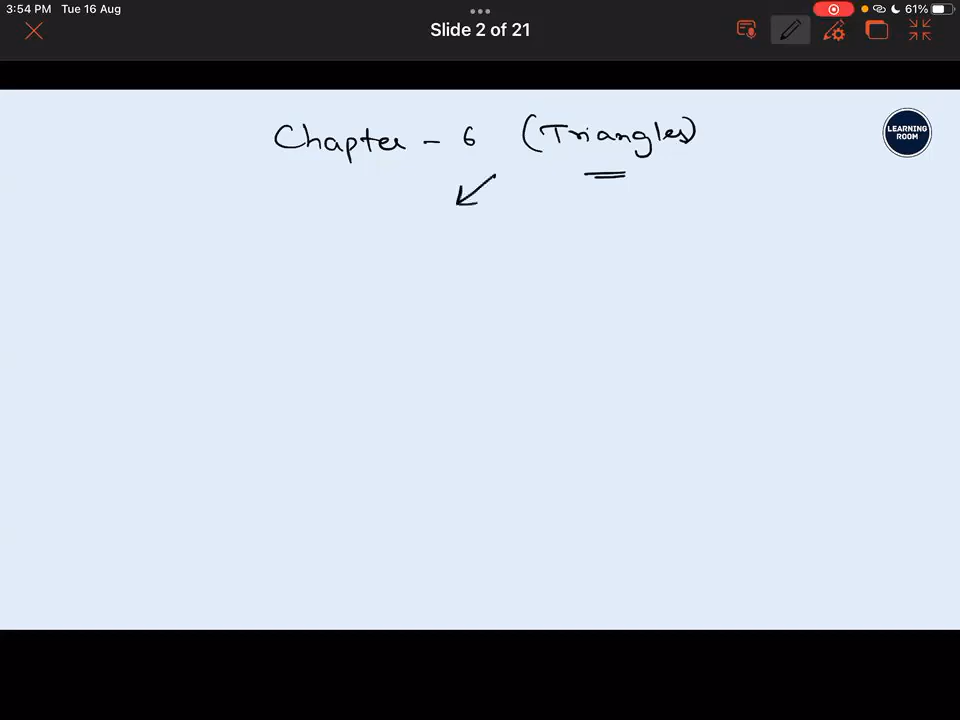 3:54 PM Tue 16 Aug
61%
Slide 2 of 21
Chapter - 6 (Triangles)
LEARNING
ROOM